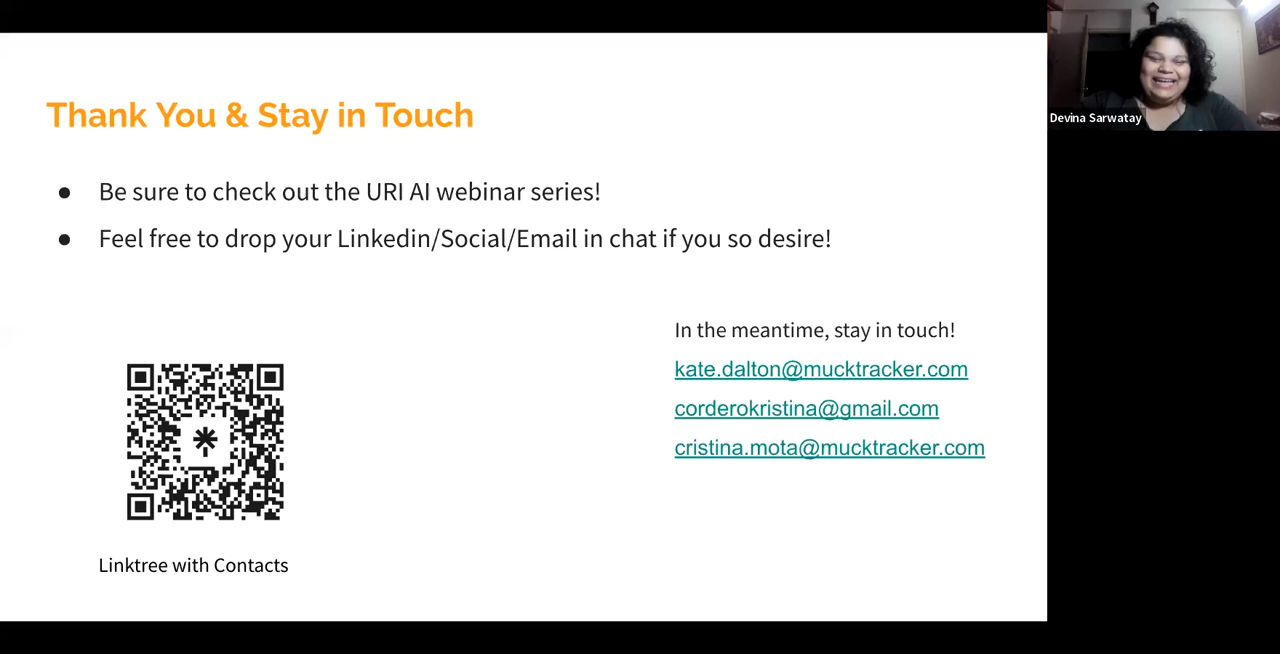 Thank You & Stay in Touch
● Be sure to check out the URI AI webinar series!
● Feel free to drop your Linkedin/Social/Email in chat if you so desire!
In the meantime, stay in touch!
kate.dalton@mucktracker.com
corderokristina@gmail.com
cristina.mota@mucktracker.com
Linktree with Contacts
Devina Sarwatay